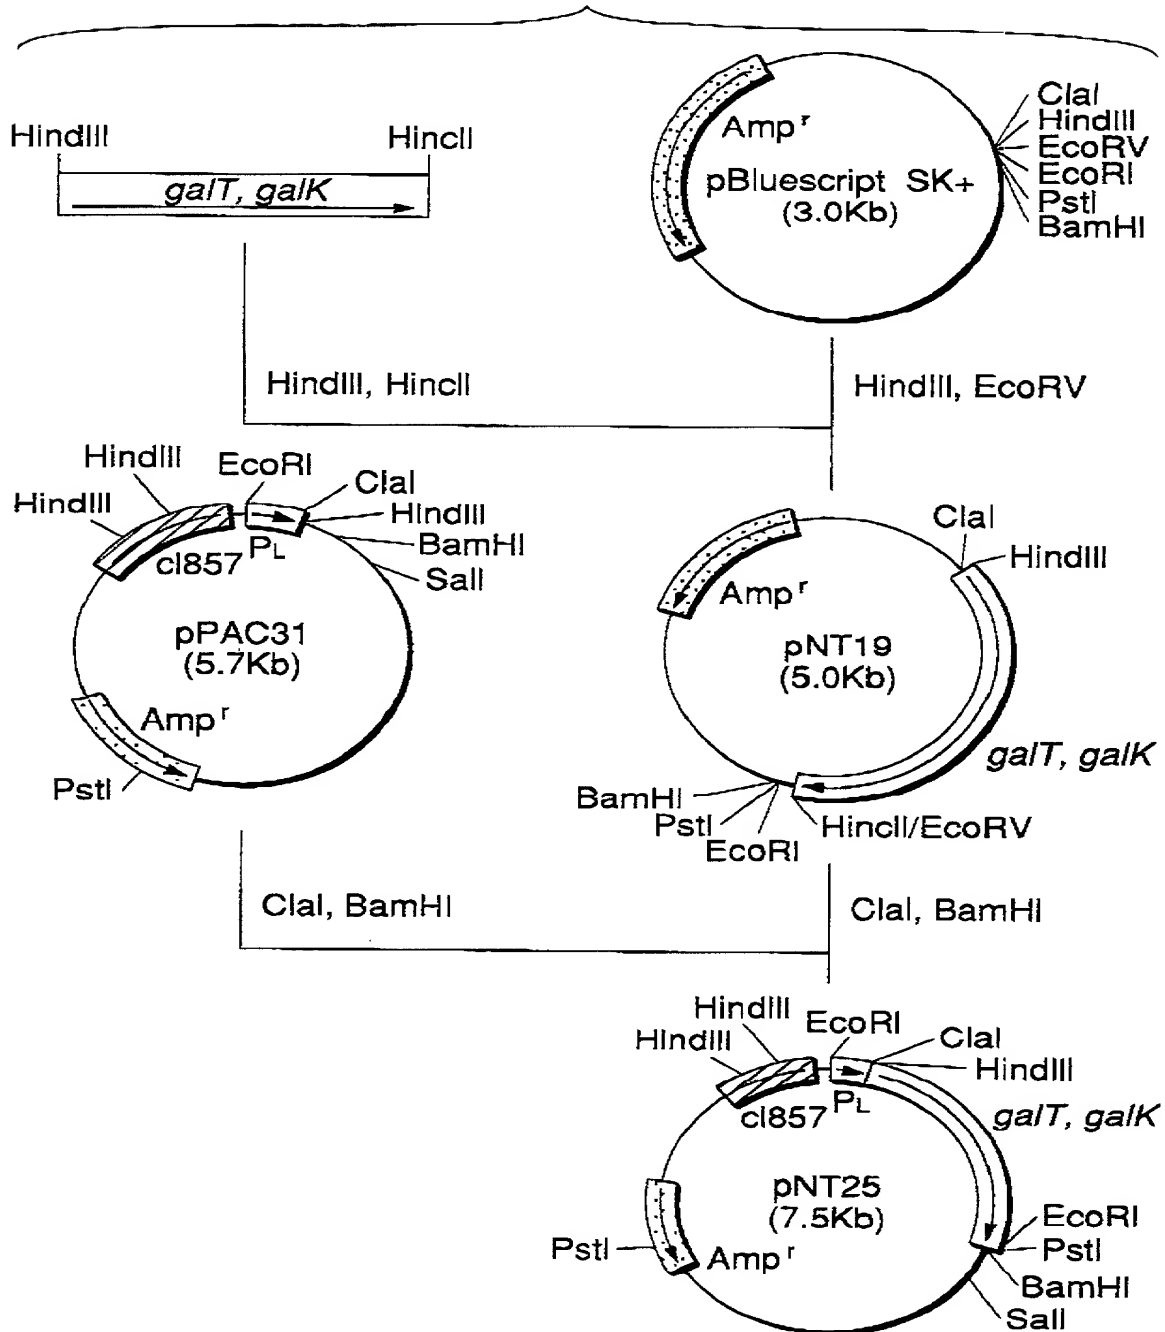 HindIII
HincII
galT, galK
Amp r
pBluescript SK+
(3.0Kb)
ClaI
HindIII
EcoRV
EcoRI
PstI
BamHI
HindIII, HincII
HindIII, EcoRV
HindIII
HindIII
EcoRI
ClaI
HindIII
BamHI
SalI
cI857
PL
pPAC31
(5.7Kb)
Amp r
PstI
ClaI
HindIII
Amp r
pNT19
(5.0Kb)
galT, galK
BamHI
PstI
EcoRI
HincII/EcoRV
ClaI, BamHI
ClaI, BamHI
HindIII
HindIII
EcoRI
ClaI
HindIII
cI857
PL
galT, galK
pNT25
(7.5Kb)
PstI
Amp r
EcoRI
PstI
BamHI
SalI